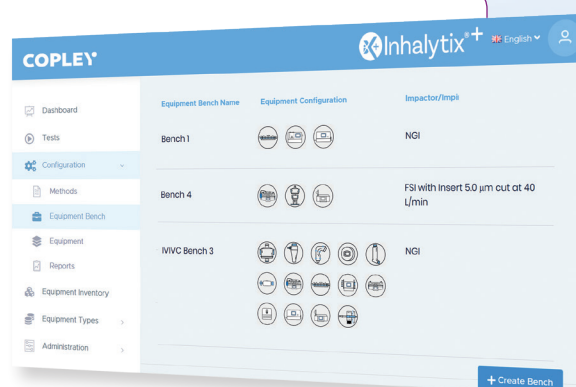 COPLEY
Inhalytix®+
English
Dashboard
Tests
Configuration
Methods
Equipment Bench
Equipment
Reports
Equipment Inventory
Equipment Types
Administration
Equipment Bench Name Equipment Configuration Impactor/Impi
Bench 1 NGI
Bench 4 FSI with Insert 5.0 µm cut at 40
L/min
IVIVC Bench 3 NGI
+ Create Bench